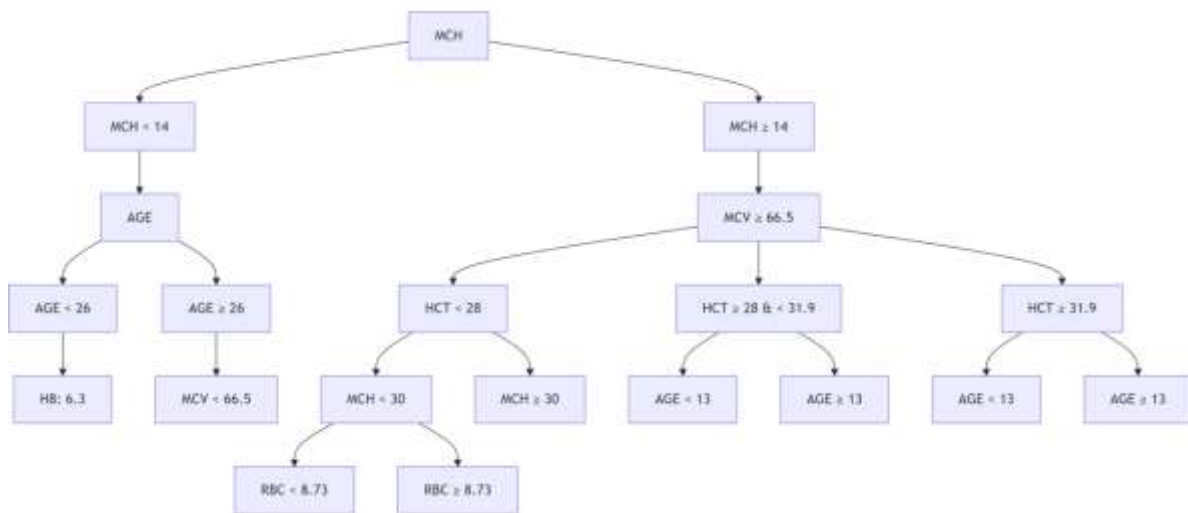 MCH
MCH < 14
MCH ≥ 14
AGE
MCV ≥ 66.5
AGE < 26
AGE ≥ 26
HCT < 28
HCT ≥ 28 & < 31.9
HCT ≥ 31.9
HB: 6.3
MCV < 66.5
MCH < 30
MCH ≥ 30
AGE < 13
AGE ≥ 13
AGE < 13
AGE ≥ 13
RBC < 8.73
RBC ≥ 8.73